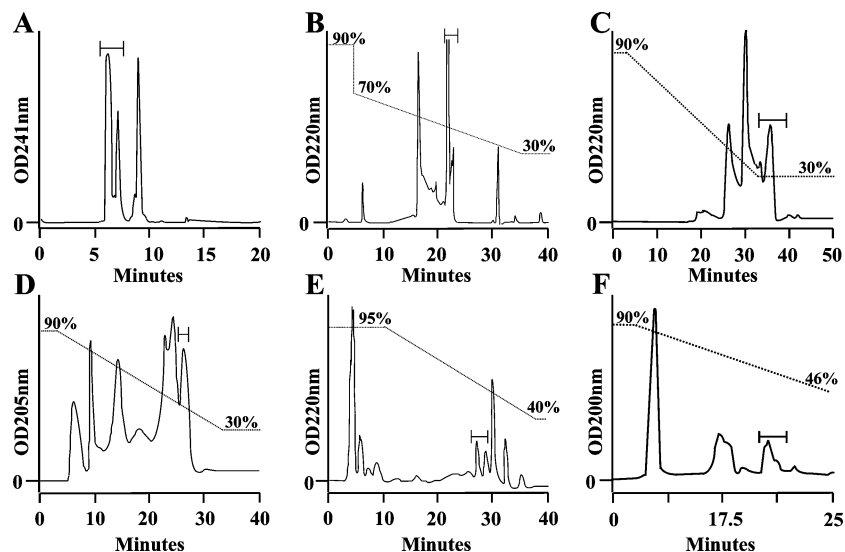 A
OD241nm
0
0 5 10 15 20
Minutes
B
90%
70%
30%
OD220nm
0
0 10 20 30 40
Minutes
C
90%
30%
OD220nm
0
0 10 20 30 40 50
Minutes
D
90%
30%
OD205nm
0
0 10 20 30 40
Minutes
E
95%
40%
OD220nm
0
0 10 20 30 40
Minutes
F
90%
46%
OD200nm
0
0 17.5 25
Minutes